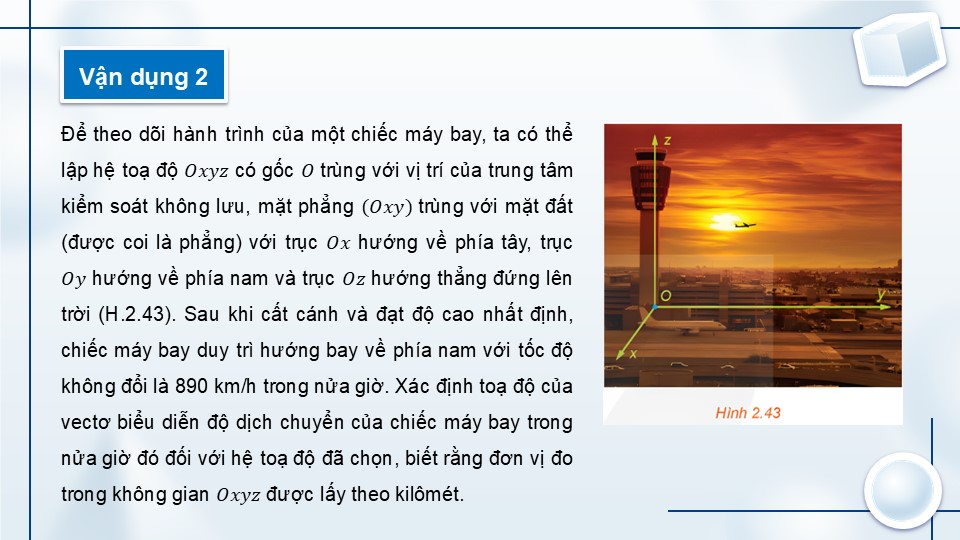 Vận dụng 2
Để theo dõi hành trình của một chiếc máy bay, ta có thể
lập hệ toạ độ 𝑂𝑥𝑦𝑧 có gốc 𝑂 trùng với vị trí của trung tâm
kiểm soát không lưu, mặt phẳng (𝑂𝑥𝑦) trùng với mặt đất
(được coi là phẳng) với trục 𝑂𝑥 hướng về phía tây, trục
𝑂𝑦 hướng về phía nam và trục 𝑂𝑧 hướng thẳng đứng lên
trời (H.2.43). Sau khi cất cánh và đạt độ cao nhất định,
chiếc máy bay duy trì hướng bay về phía nam với tốc độ
không đổi là 890 km/h trong nửa giờ. Xác định toạ độ của
vectơ biểu diễn độ dịch chuyển của chiếc máy bay trong
nửa giờ đó đối với hệ toạ độ đã chọn, biết rằng đơn vị đo
trong không gian 𝑂𝑥𝑦𝑧 được lấy theo kilômét.
z
O
y
x
Hình 2.43